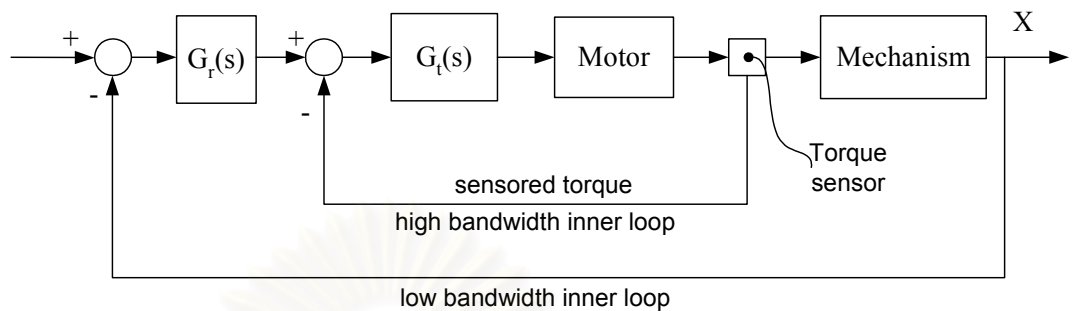 X
+
-
G_r(s)
+
-
G_t(s)
Motor
Mechanism
Torque
sensor
sensored torque
high bandwidth inner loop
low bandwidth inner loop